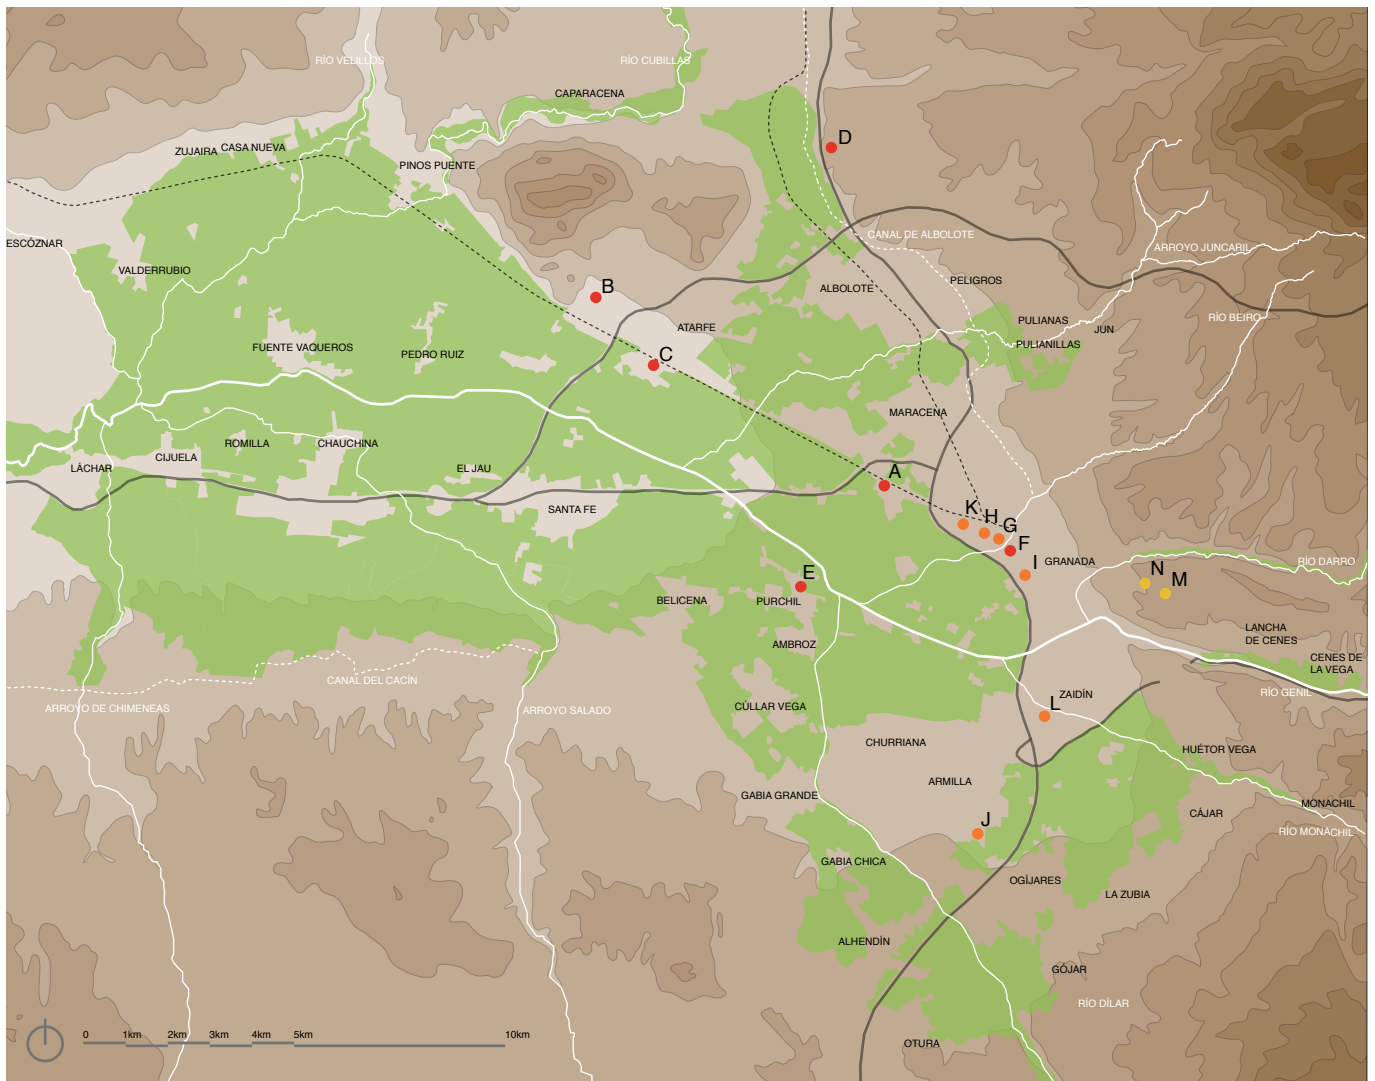 RÍO VELILLOS
RÍO CUBILLAS
CAPARACENA
D
ZUJAIRA
CASA NUEVA
PINOS PUENTE
ESCÓZNAR
CANAL DE ALBOLOTE
ARROYO JUNCARIL
VALDERRUBIO
PELIGROS
B
ALBOLOTE
RÍO BEIRO
PULIANAS
JUN
ATARFE
PULIANILLAS
FUENTE VAQUEROS
PEDRO RUIZ
C
MARACENA
ROMILLA
CHAUCHINA
CIJUELA
LÁCHAR
EL JAU
A
SANTA FE
K
H
G
F
I
GRANADA
RÍO DARRO
N
M
E
BELICENA
PURCHIL
LANCHA
DE CENES
AMBROZ
CENES DE
LA VEGA
CANAL DEL CACÍN
RÍO GENIL
ZAIDÍN
L
ARROYO DE CHIMENEAS
ARROYO SALADO
CÚLLAR VEGA
CHURRIANA
HUÉTOR VEGA
ARMILLA
GABIA GRANDE
MONACHIL
CÁJAR
J
RÍO MONACHIL
GABIA CHICA
OGÍJARES
LA ZUBIA
ALHENDÍN
GÓJAR
RÍO DÍLAR
0 1km 2km 3km 4km 5km 10km
OTURA